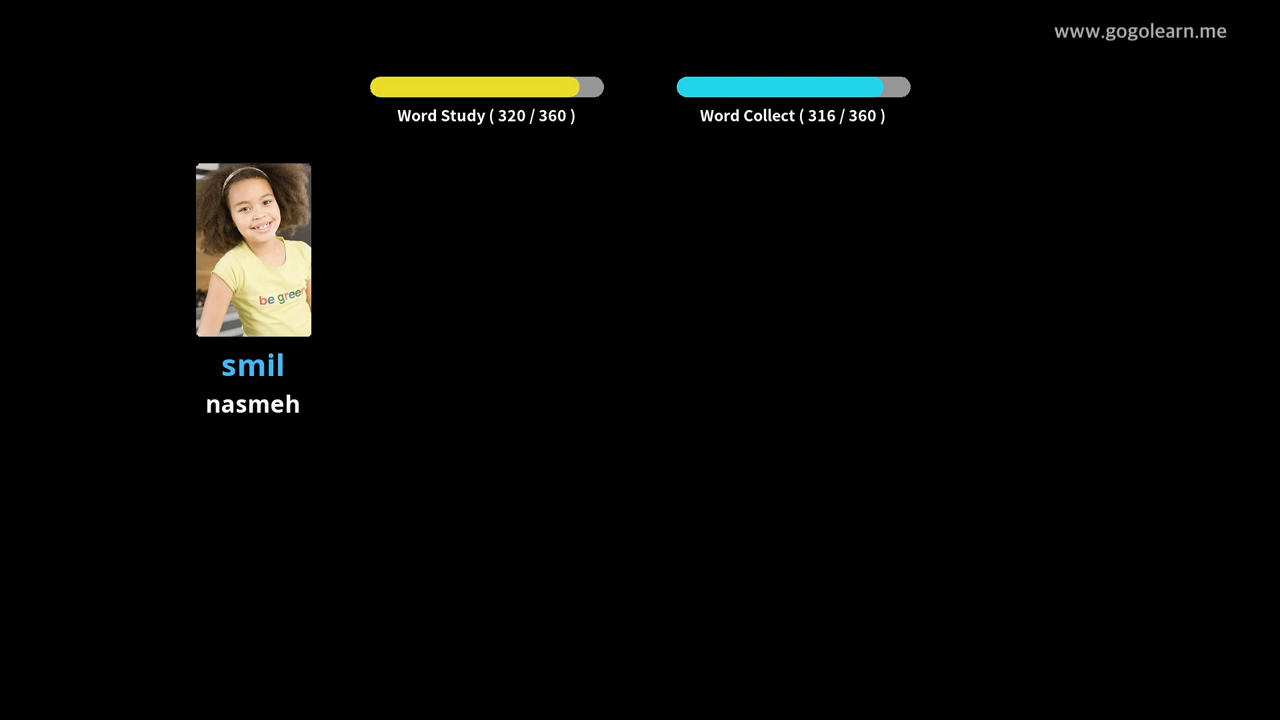 www.gogolearn.me
Word Study ( 320 / 360 )
Word Collect ( 316 / 360 )
be green
smil
nasmeh